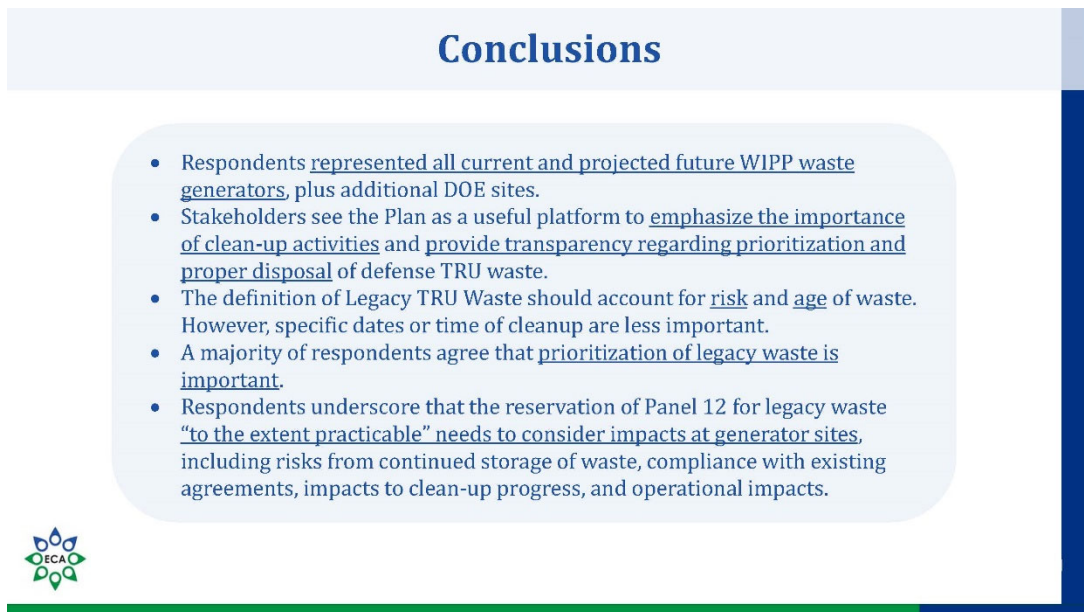 Conclusions
• Respondents represented all current and projected future WIPP waste
generators, plus additional DOE sites.
• Stakeholders see the Plan as a useful platform to emphasize the importance
of clean-up activities and provide transparency regarding prioritization and
proper disposal of defense TRU waste.
• The definition of Legacy TRU Waste should account for risk and age of waste.
However, specific dates or time of cleanup are less important.
• A majority of respondents agree that prioritization of legacy waste is
important.
• Respondents underscore that the reservation of Panel 12 for legacy waste
“to the extent practicable” needs to consider impacts at generator sites,
including risks from continued storage of waste, compliance with existing
agreements, impacts to clean-up progress, and operational impacts.
ECA